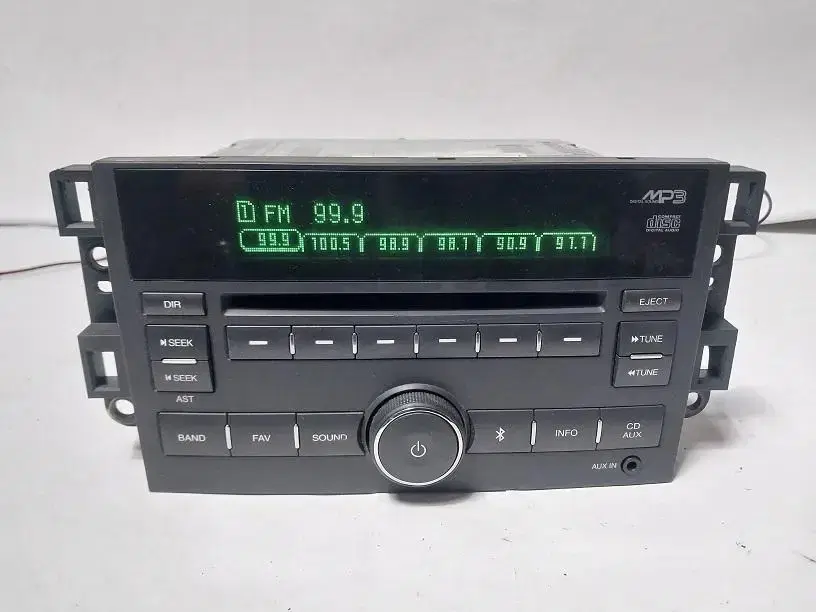 1 FM 99.9
99.9 100.5 98.9 98.1 90.9 97.1
MP3
DIGITAL SOUND
COMPACT
disc
DIGITAL AUDIO
DIR
EJECT
SEEK
TUNE
SEEK
TUNE
AST
BAND FAV SOUND INFO CD
AUX
AUX IN